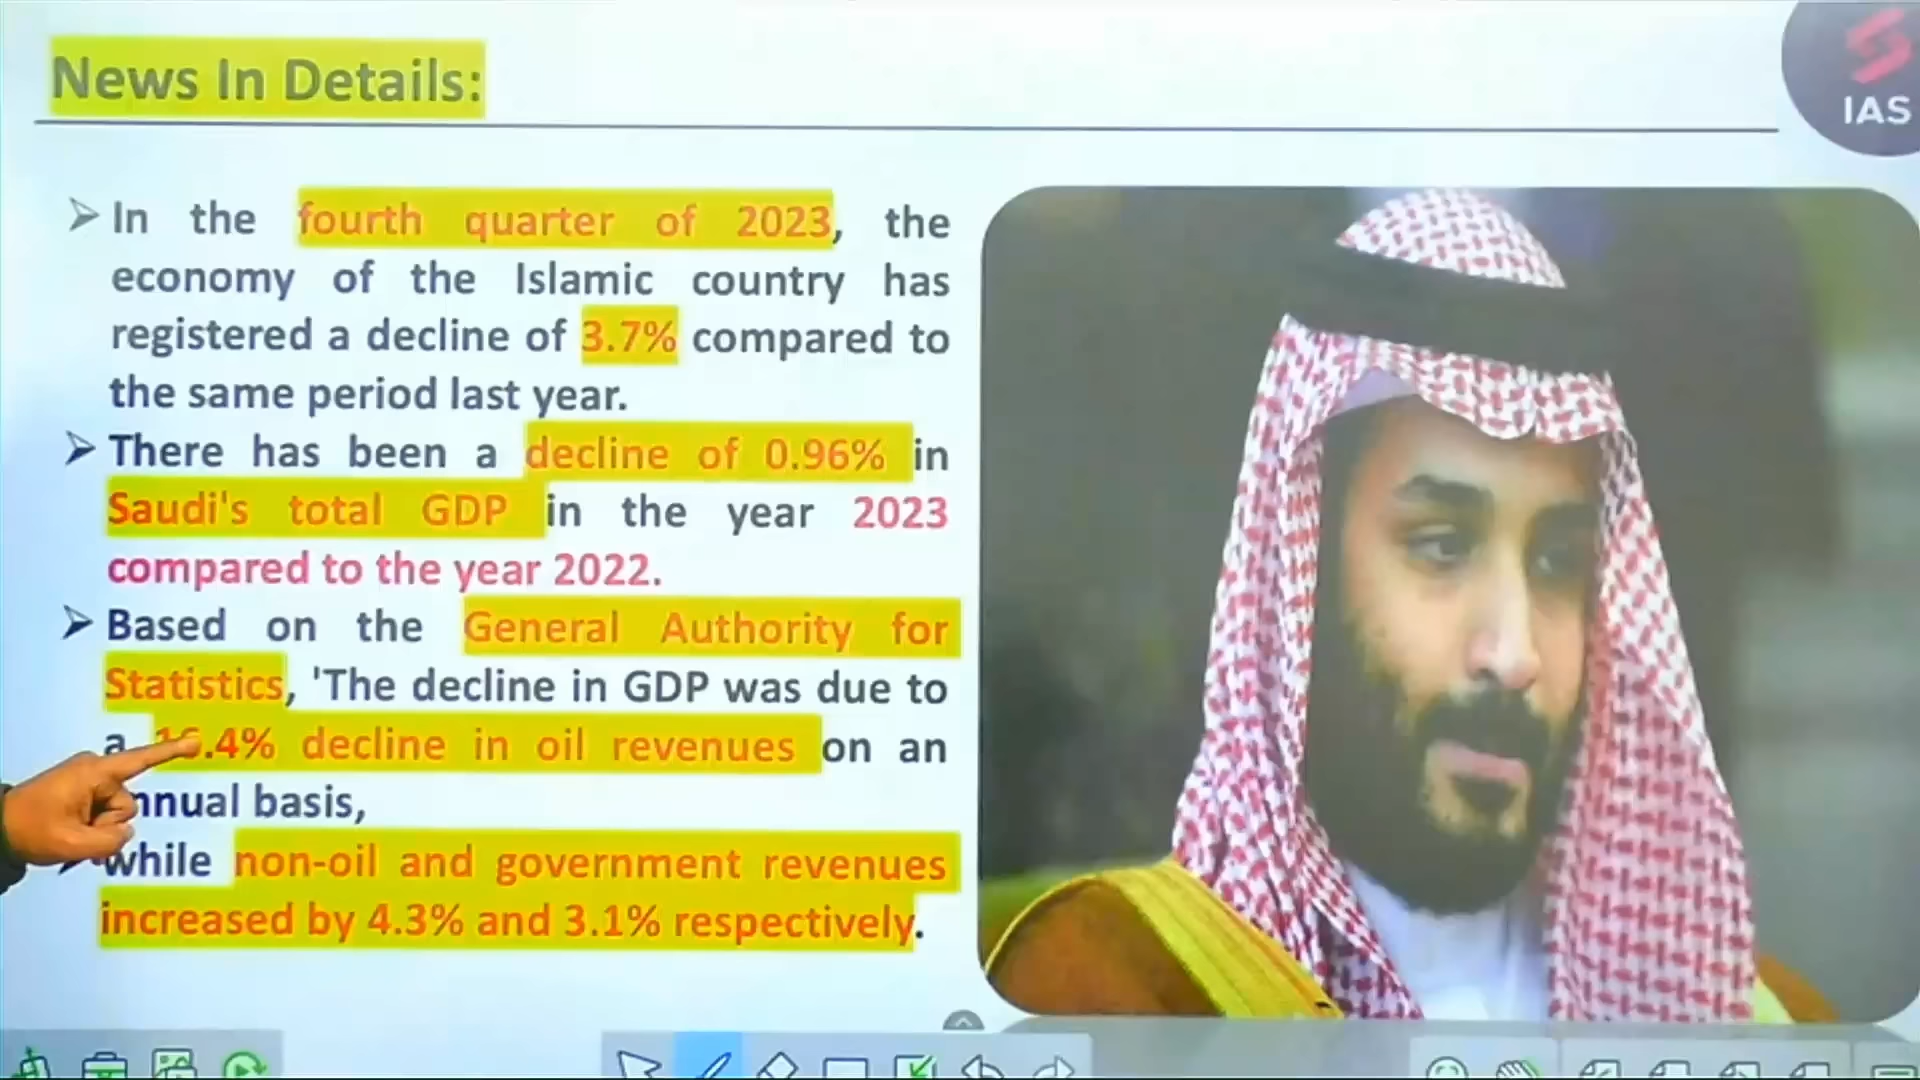 News In Details:
IAS
In the fourth quarter of 2023, the
economy of the Islamic country has
registered a decline of 3.7% compared to
the same period last year.
There has been a decline of 0.96% in
Saudi's total GDP in the year 2023
compared to the year 2022.
Based on the General Authority for
Statistics, 'The decline in GDP was due to
a .4% decline in oil revenues on an
nnual basis,
while non-oil and government revenues
increased by 4.3% and 3.1% respectively.